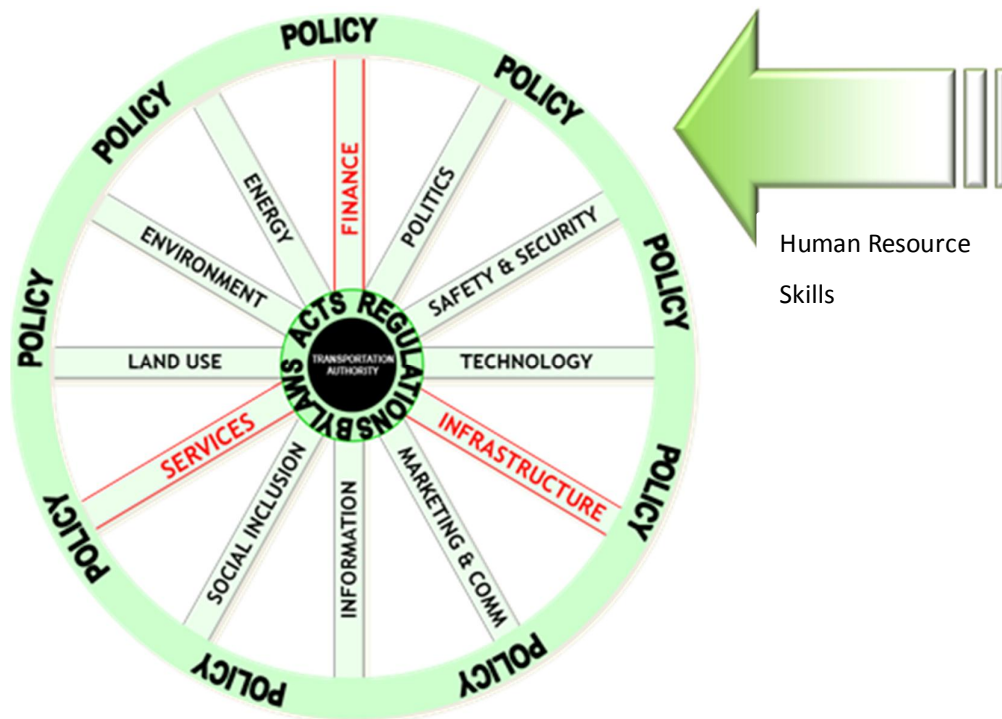 POLICY
POLICY
POLICY
POLICY
POLICY
POLICY
POLICY
POLICY
POLICY
FINANCE
POLITICS
SAFETY & SECURITY
TECHNOLOGY
INFRASTRUCTURE
MARKETING & COMM
INFORMATION
SOCIAL INCLUSION
SERVICES
LAND USE
ENVIRONMENT
ENERGY
ACTS REGULATIONS BYLAWS
TRANSPORTATION
AUTHORITY
Human Resource
Skills